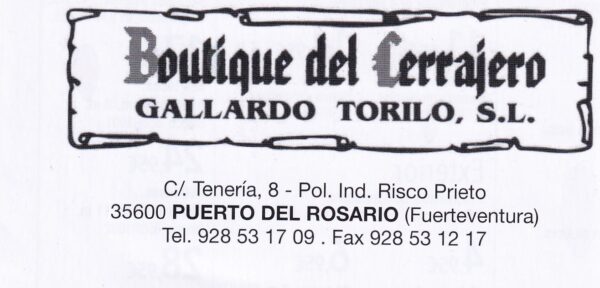 Boutique del Cerrajero
GALLARDO TORILO, S.L.
C/. Tenería, 8 - Pol. Ind. Risco Prieto
35600 PUERTO DEL ROSARIO (Fuerteventura)
Tel. 928 53 17 09 . Fax 928 53 12 17